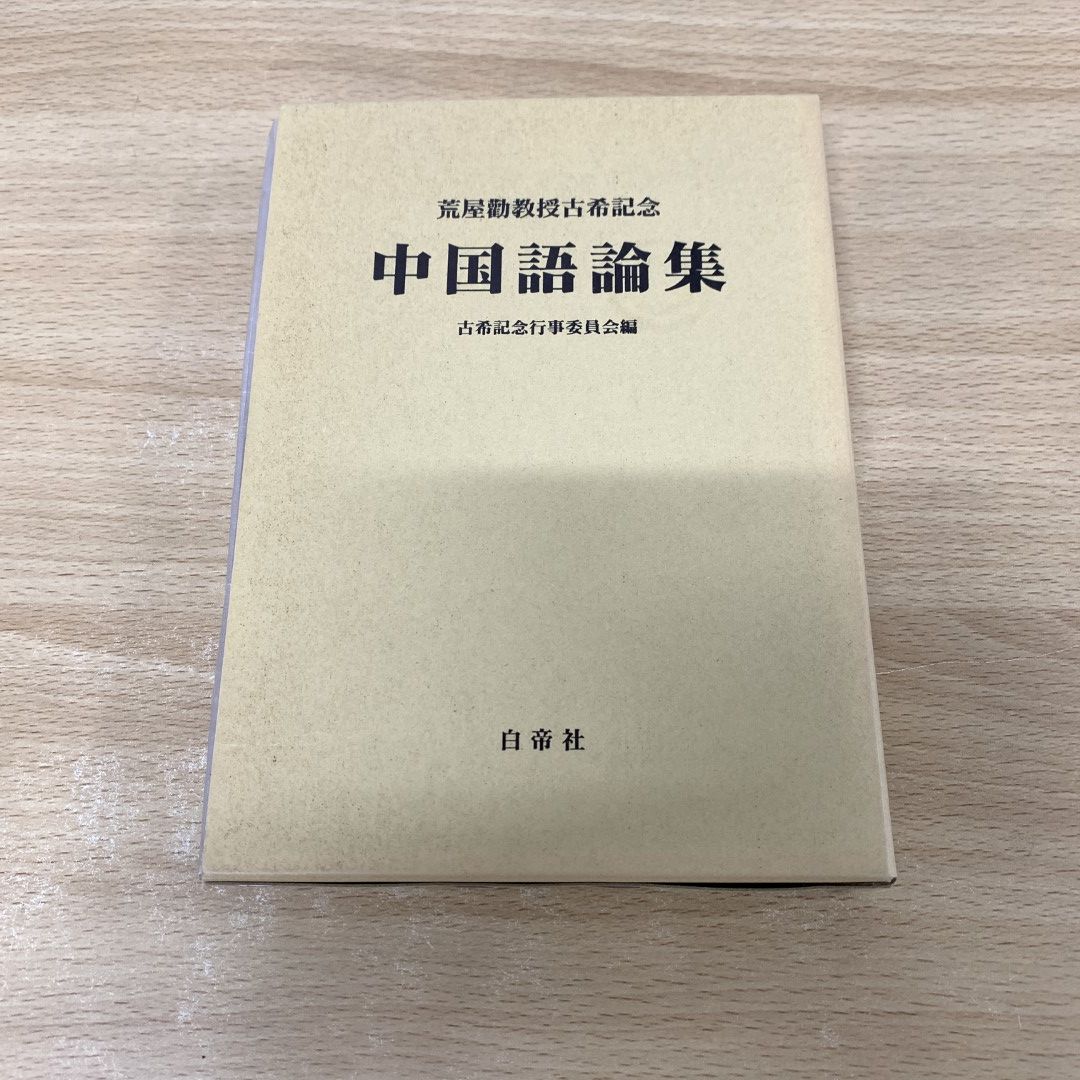 荒屋勸教授古希記念
中国語論集
古希記念行事委員会編
白帝社